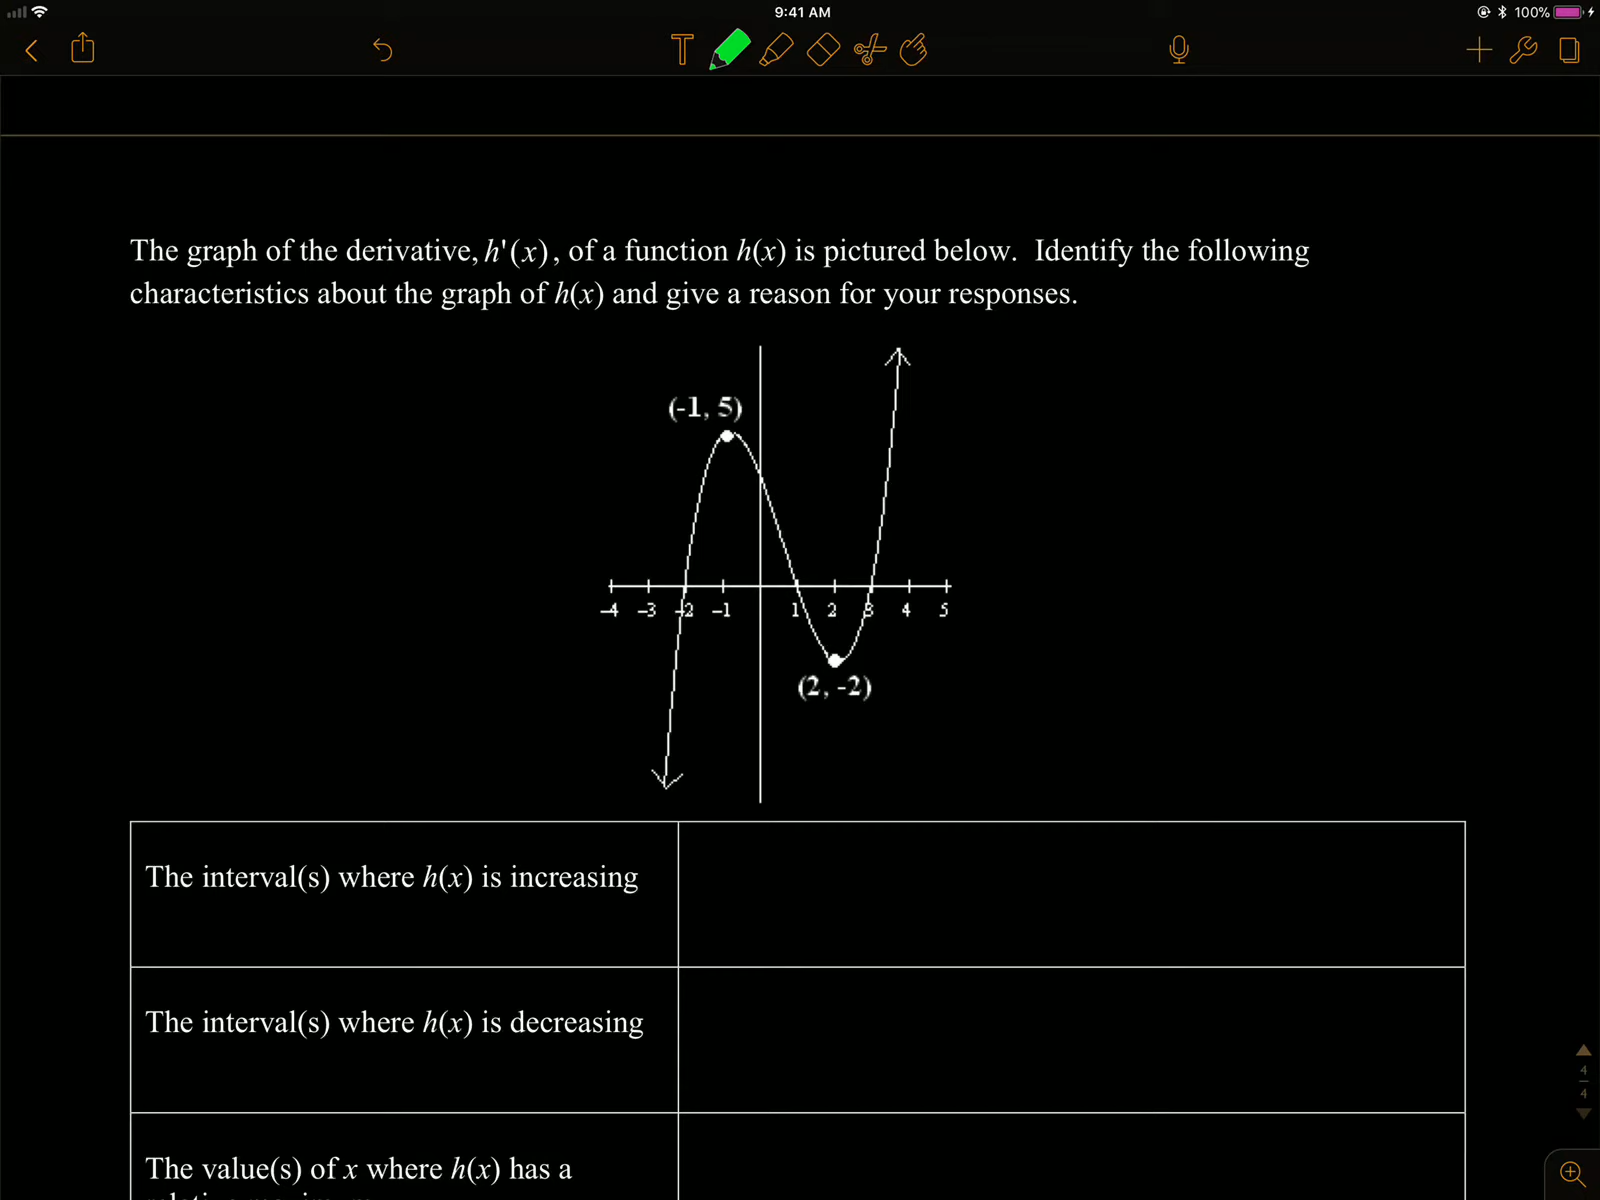 9:41 AM
100%
T
The graph of the derivative, h'(x), of a function h(x) is pictured below. Identify the following
characteristics about the graph of h(x) and give a reason for your responses.
(-1, 5)
-4 -3 -2 -1 1 2 3 4 5
(2, -2)
The interval(s) where h(x) is increasing
The interval(s) where h(x) is decreasing
4
4
The value(s) of x where h(x) has a